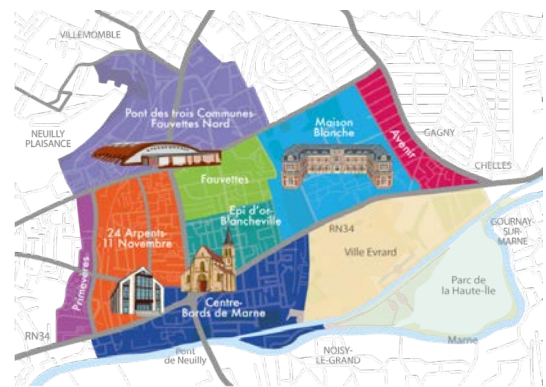 VILLEMOMBLE
Pont des trois Communes-
Fauvettes Nord
NEUILLY
PLAISANCE
Maison
Blanche
Avenir
GAGNY
CHELLES
Fauvettes
Epi d'or-
Blancheville
RN34
GOURNAY-
SUR-
MARNE
24 Arpents-
11 Novembre
Ville Evrard
Primevères
Parc de
la Haute-Île
Centre-
Bords de Marne
RN34
Pont
de Neuilly
NOISY-
LE-GRAND
Marne